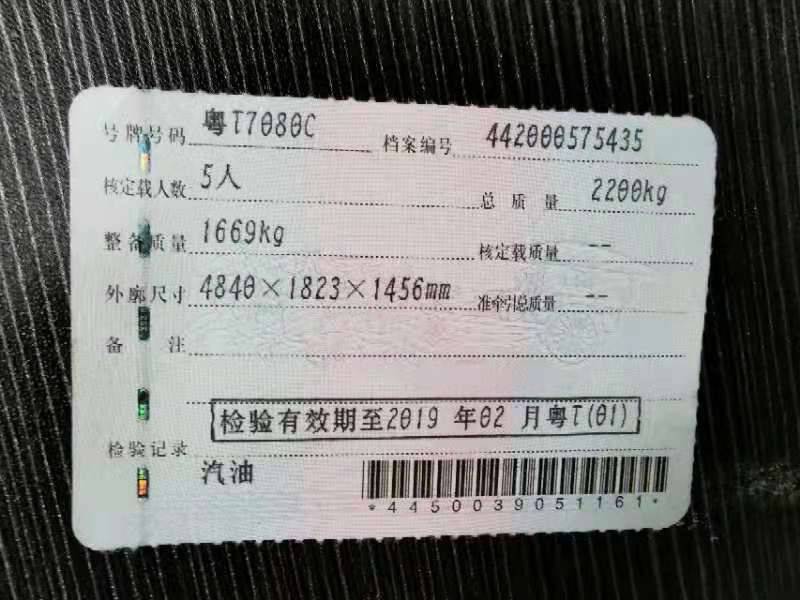 号牌号码 粤T7080C 档案编号 442000575435
核定载人数 5人 总质量 2200kg
整备质量 1669kg 核定载质量 --
外廓尺寸 4840×1823×1456mm 准牵引总质量 --
备注
检验有效期至2019 年02 月粤T(01)
检验记录
汽油
*4450039051161*